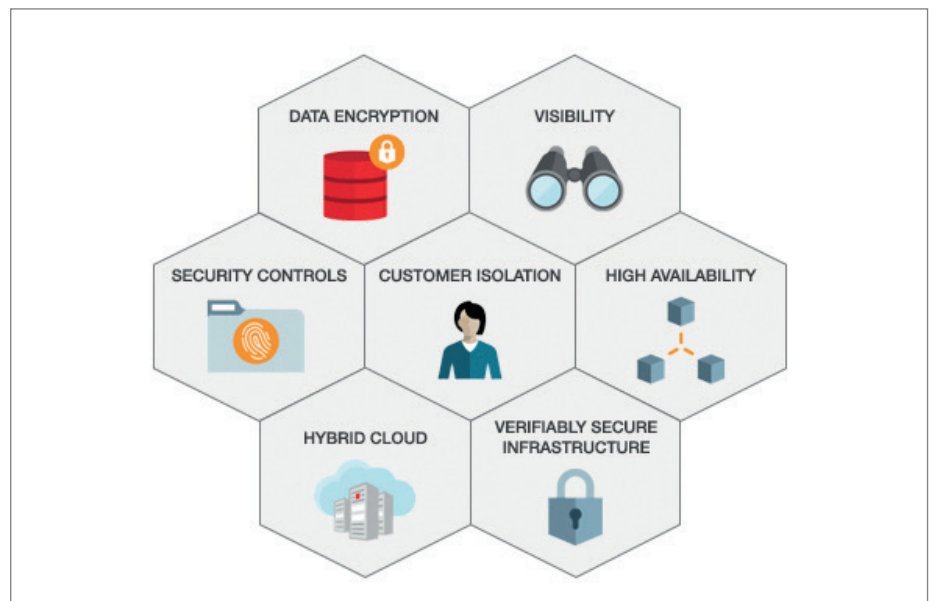 DATA ENCRYPTION
VISIBILITY
SECURITY CONTROLS
CUSTOMER ISOLATION
HIGH AVAILABILITY
HYBRID CLOUD
VERIFIABLY SECURE
INFRASTRUCTURE